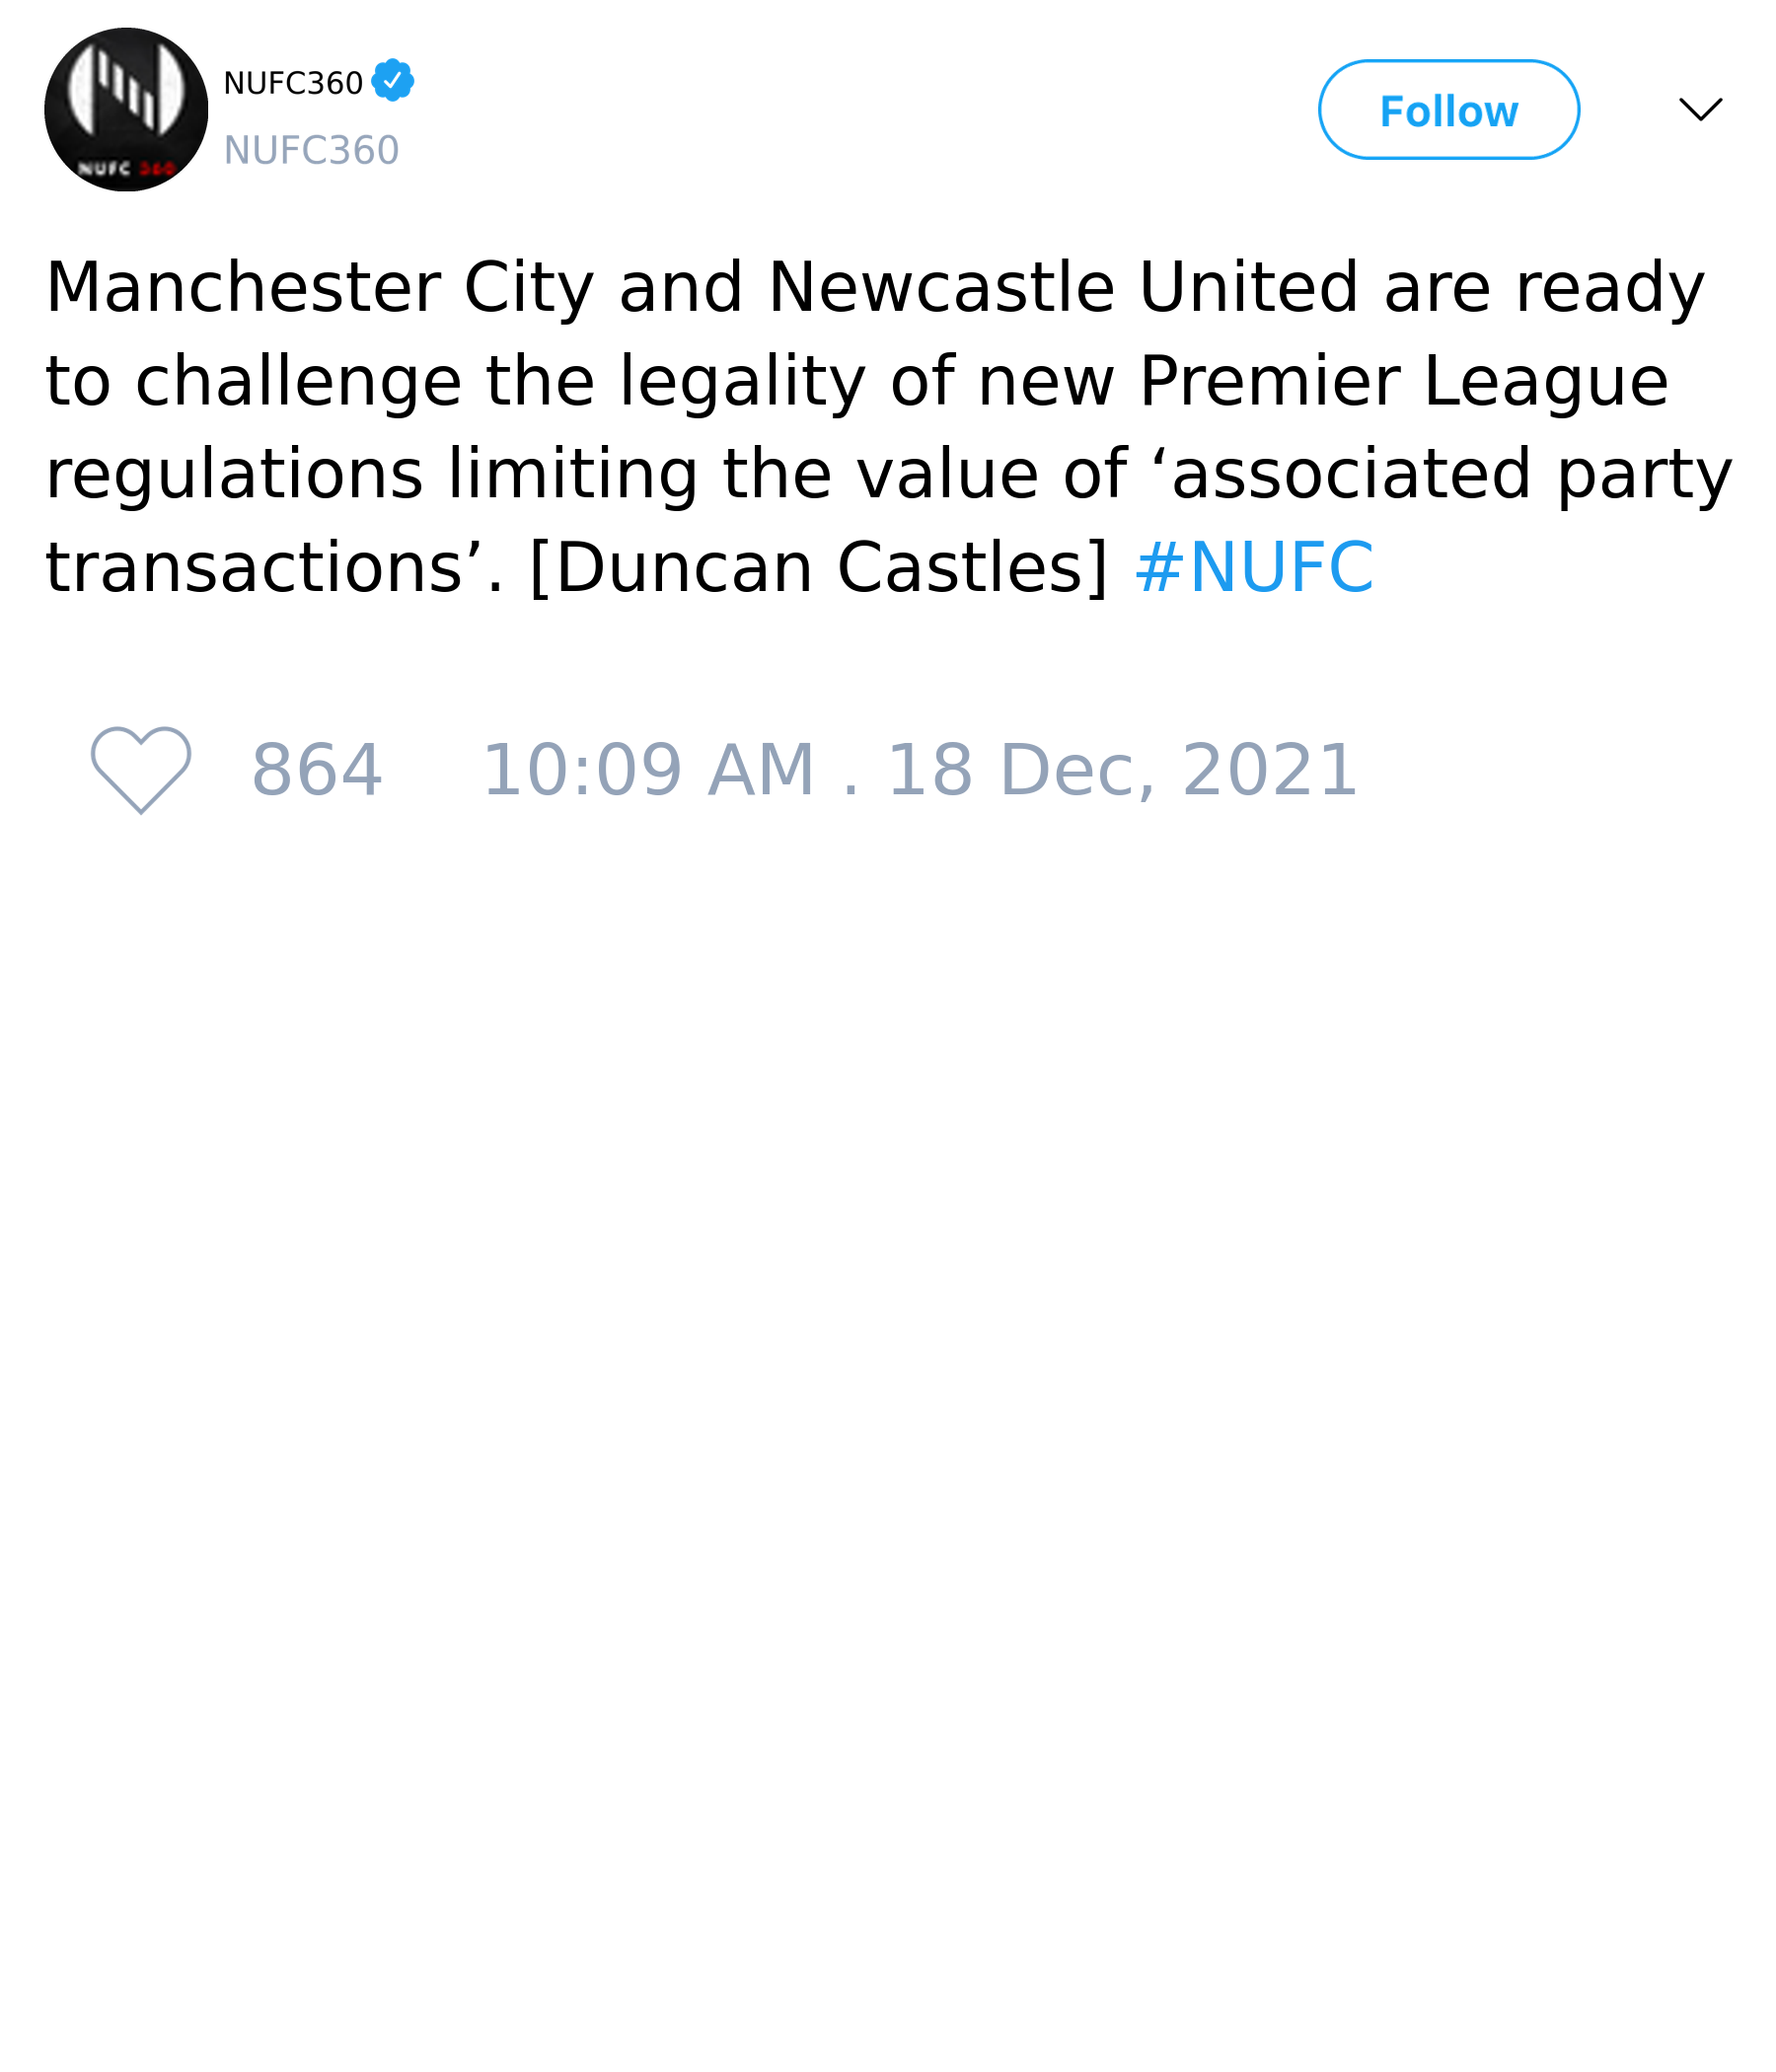 NUFC 360
NUFC360
NUFC360
Follow
Manchester City and Newcastle United are ready
to challenge the legality of new Premier League
regulations limiting the value of ‘associated party
transactions’. [Duncan Castles] #NUFC
864 10:09 AM . 18 Dec, 2021